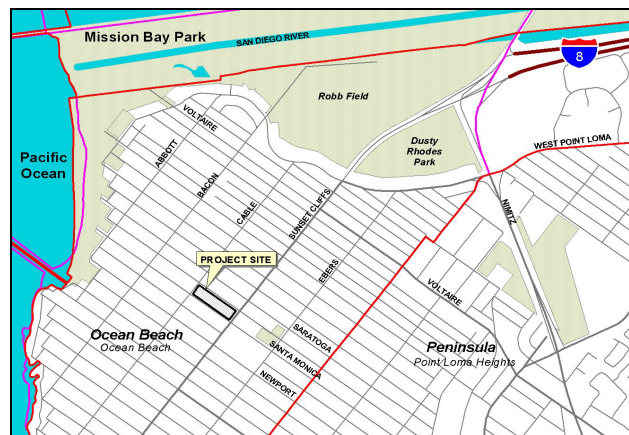 Mission Bay Park
SAN DIEGO RIVER
8
Robb Field
VOLTAIRE
Dusty
Rhodes
Park
WEST POINT LOMA
Pacific
Ocean
ABBOTT
BACON
CABLE
SUNSET CLIFFS
NIMITZ
PROJECT SITE
EBERS
VOLTAIRE
Ocean Beach
Ocean Beach
SARATOGA
SANTA MONICA
NEWPORT
Peninsula
Point Loma Heights